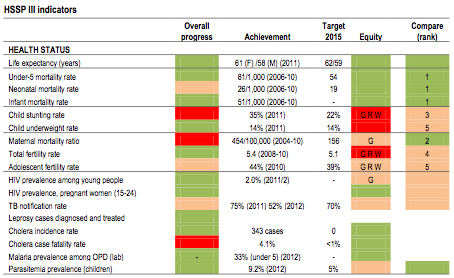 HSSP III indicators
Overall progress Achievement Target 2015 Equity Compare (rank)
HEALTH STATUS
Life expectancy (years) 61 (F) /58 (M) (2011) 62/59
Under-5 mortality rate 81/1,000 (2006-10) 54 1
Neonatal mortality rate 26/1,000 (2006-10) 19 1
Infant mortality rate 51/1,000 (2006-10) - 1
Child stunting rate 35% (2011) 22% G R W 3
Child underweight rate 14% (2011) 14% 5
Maternal mortality ratio 454/100,000 (2004-10) 156 G 2
Total fertility rate 5.4 (2008-10) 5.1 G R W 4
Adolescent fertility rate 44% (2010) 39% G R W 5
HIV prevalence among young people 2.0% (2011/2) - G
HIV prevalence, pregnant women (15-24)
TB notification rate 75% (2011) 52% (2012) 70%
Leprosy cases diagnosed and treated
Cholera incidence rate 343 cases 0
Cholera case fatality rate 4.1% <1%
Malaria prevalence among OPD (lab) - 33% (under 5) (2012) -
Parasitemia prevalence (children) 9.2% (2012) 5%